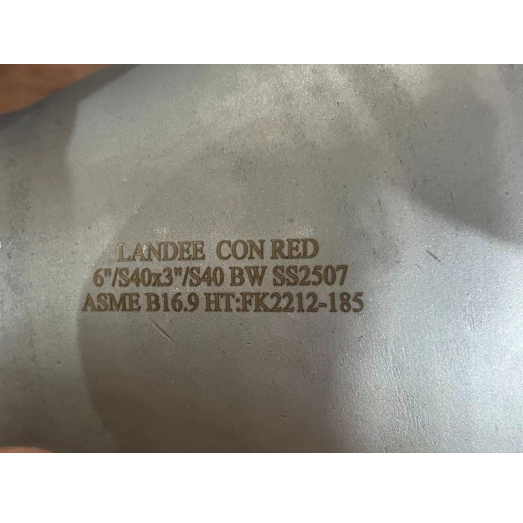 LANDEE CON RED
6"/S40x3"/S40 BW SS2507
ASME B16.9 HT:FK2212-185